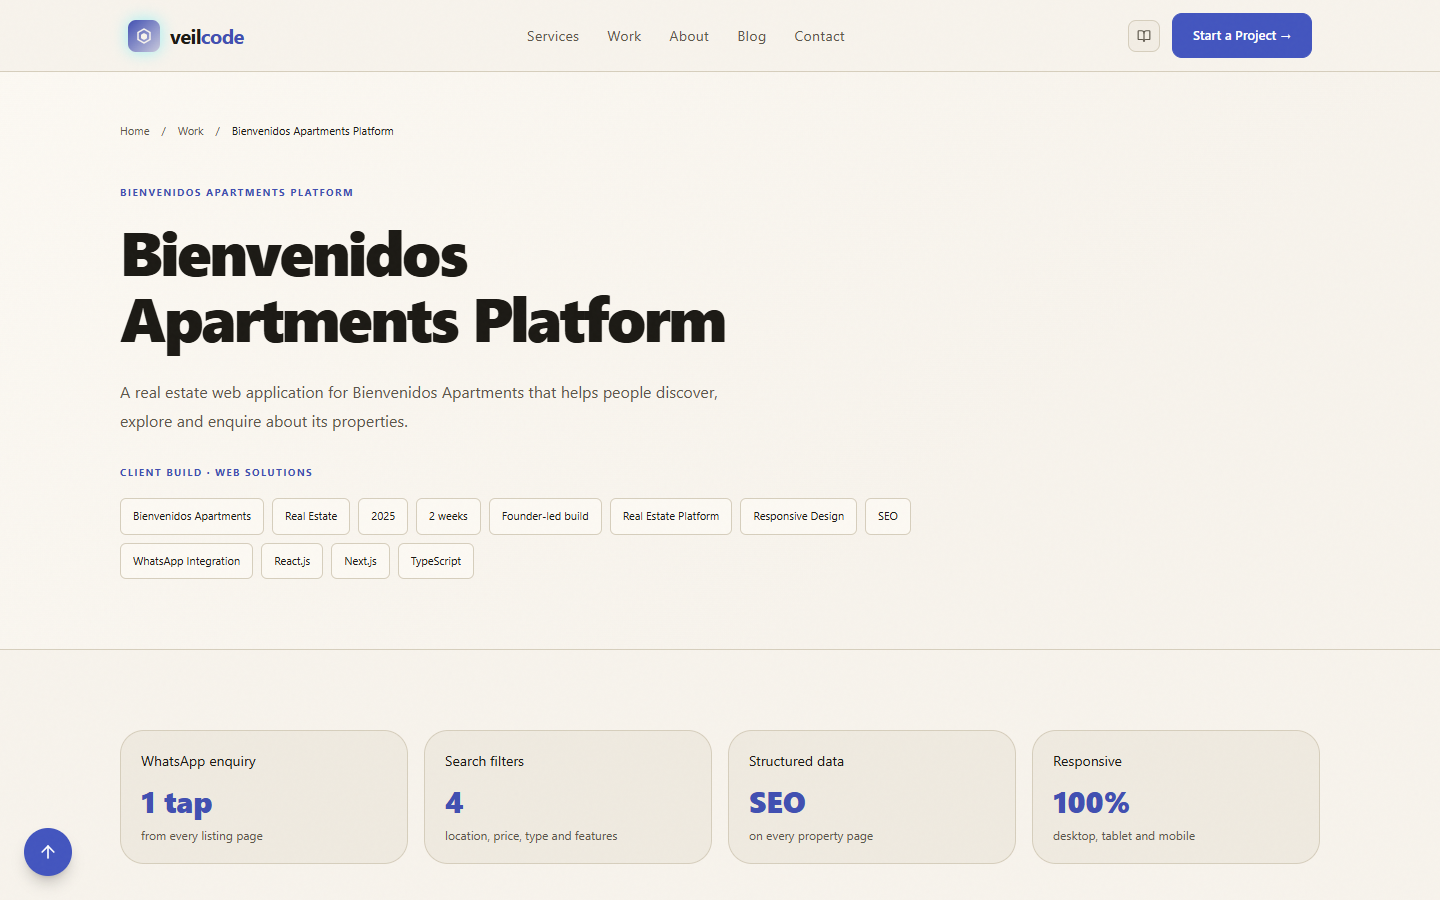 veilcode
Services Work About Blog Contact
Start a Project →
Home / Work / Bienvenidos Apartments Platform
BIENVENIDOS APARTMENTS PLATFORM
Bienvenidos
Apartments Platform
A real estate web application for Bienvenidos Apartments that helps people discover,
explore and enquire about its properties.
CLIENT BUILD · WEB SOLUTIONS
Bienvenidos Apartments Real Estate 2025 2 weeks Founder-led build Real Estate Platform Responsive Design SEO
WhatsApp Integration React.js Next.js TypeScript
WhatsApp enquiry
1 tap
from every listing page
Search filters
4
location, price, type and features
Structured data
SEO
on every property page
Responsive
100%
desktop, tablet and mobile